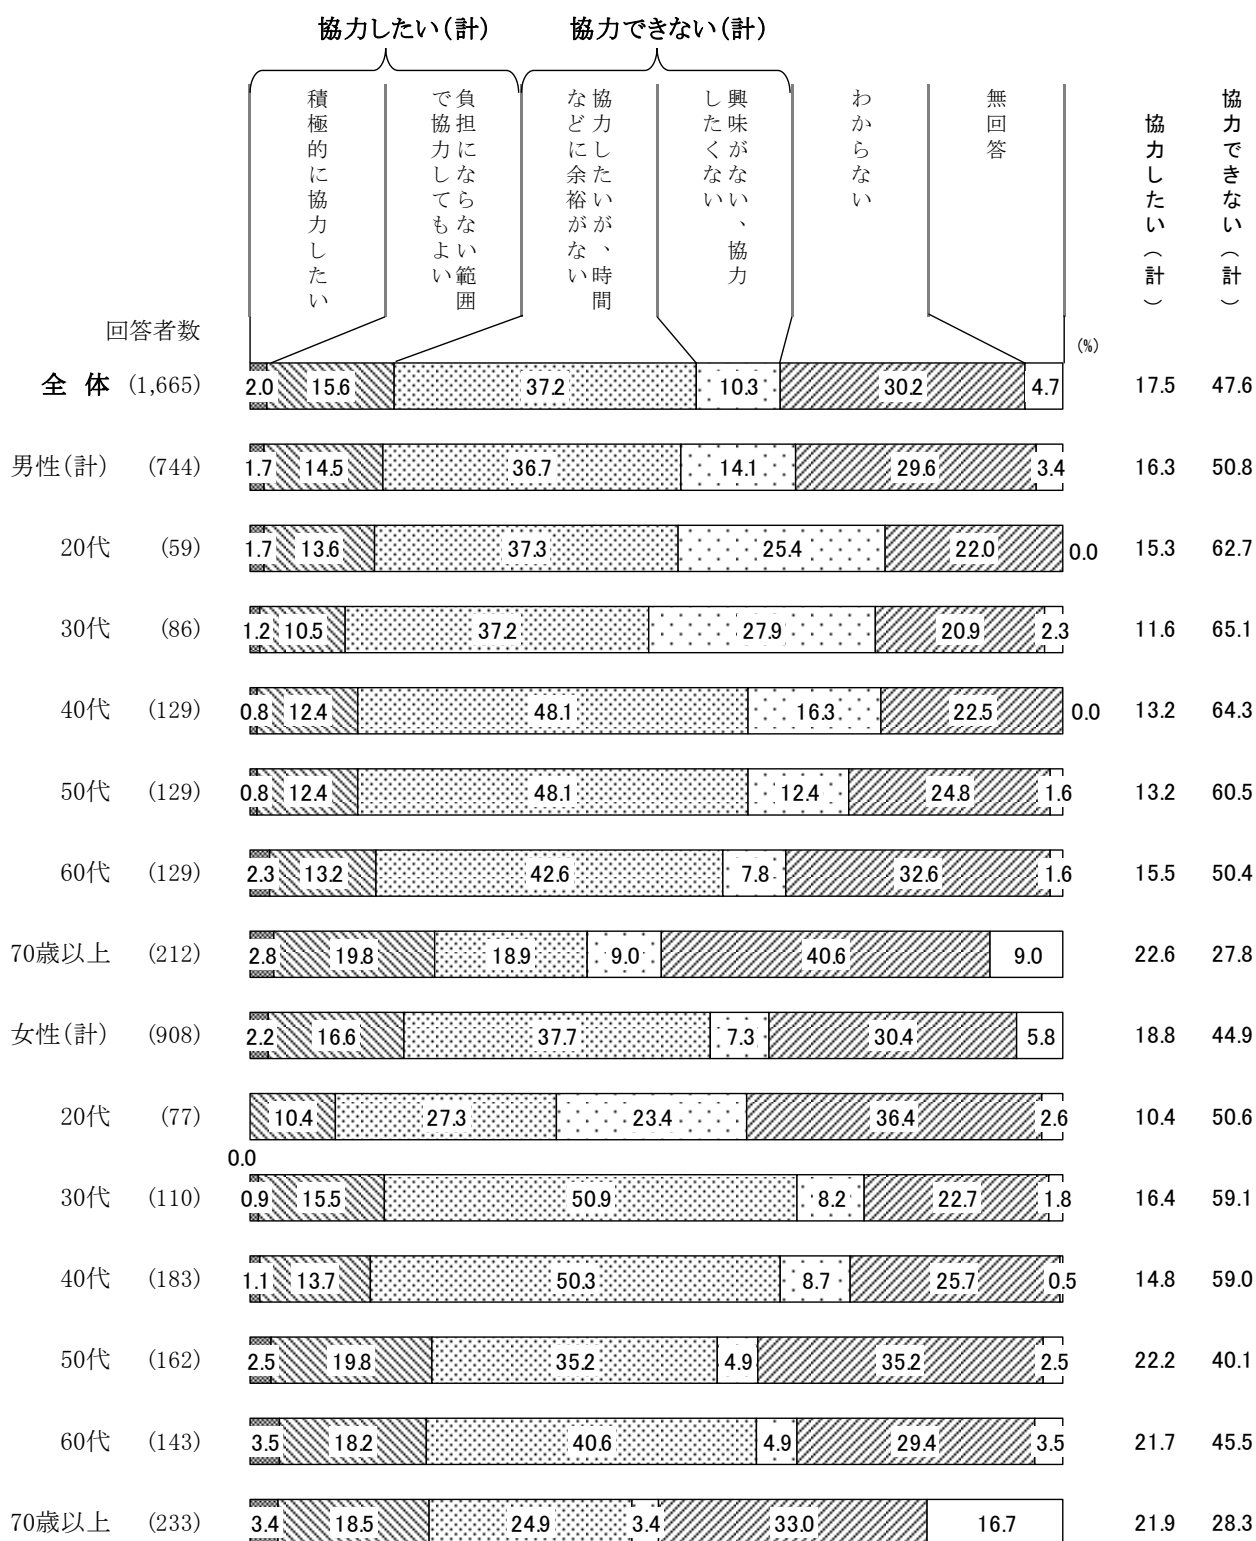 協力したい(計) 協力できない(計)
積極的に協力したい
負担にならない範囲
で協力してもよい
協力したいが、時間
などに余裕がない
興味がない、協力
したくない
わからない
無回答
協力したい(計)
協力できない(計)
回答者数
(%)
全 体 (1,665) 2.0 15.6 37.2 10.3 30.2 4.7 17.5 47.6
男性(計) (744) 1.7 14.5 36.7 14.1 29.6 3.4 16.3 50.8
20代 (59) 1.7 13.6 37.3 25.4 22.0 0.0 15.3 62.7
30代 (86) 1.2 10.5 37.2 27.9 20.9 2.3 11.6 65.1
40代 (129) 0.8 12.4 48.1 16.3 22.5 0.0 13.2 64.3
50代 (129) 0.8 12.4 48.1 12.4 24.8 1.6 13.2 60.5
60代 (129) 2.3 13.2 42.6 7.8 32.6 1.6 15.5 50.4
70歳以上 (212) 2.8 19.8 18.9 9.0 40.6 9.0 22.6 27.8
女性(計) (908) 2.2 16.6 37.7 7.3 30.4 5.8 18.8 44.9
20代 (77) 10.4 27.3 23.4 36.4 2.6 10.4 50.6
0.0
30代 (110) 0.9 15.5 50.9 8.2 22.7 1.8 16.4 59.1
40代 (183) 1.1 13.7 50.3 8.7 25.7 0.5 14.8 59.0
50代 (162) 2.5 19.8 35.2 4.9 35.2 2.5 22.2 40.1
60代 (143) 3.5 18.2 40.6 4.9 29.4 3.5 21.7 45.5
70歳以上 (233) 3.4 18.5 24.9 3.4 33.0 16.7 21.9 28.3